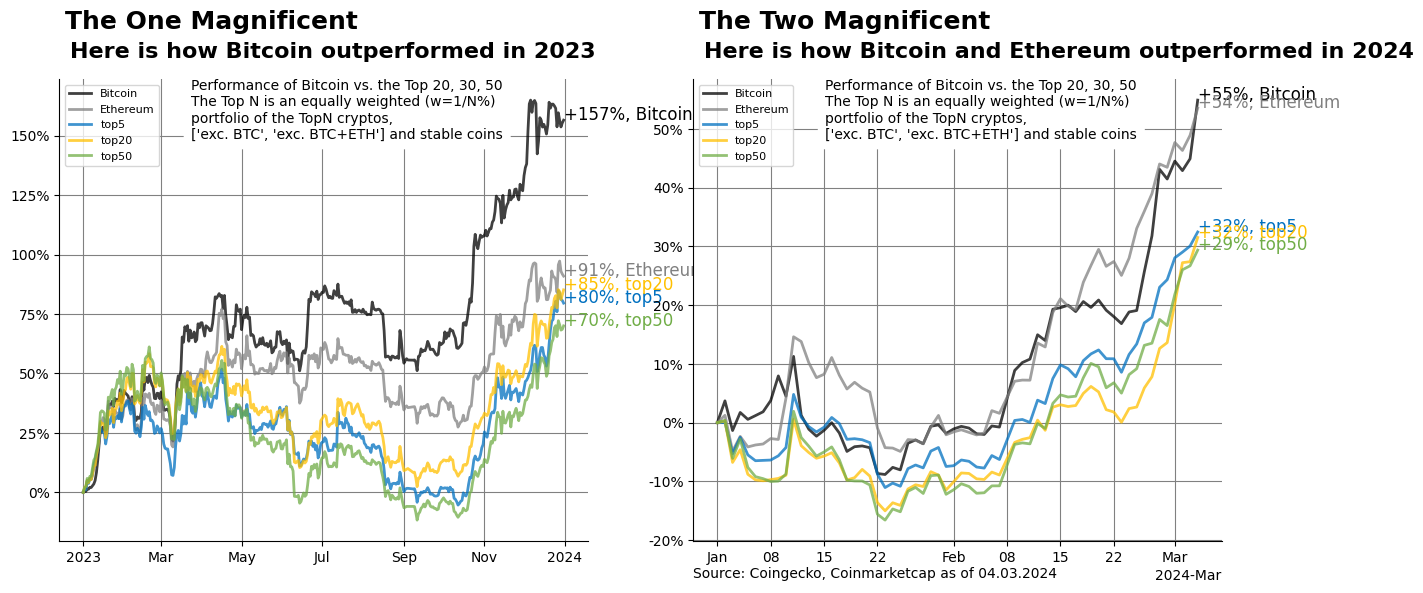 The One Magnificent
Here is how Bitcoin outperformed in 2023
Performance of Bitcoin vs. the Top 20, 30, 50
The Top N is an equally weighted (w=1/N%)
portfolio of the TopN cryptos,
['exc. BTC', 'exc. BTC+ETH'] and stable coins
Bitcoin
Ethereum
top5
top20
top50
150%
125%
100%
75%
50%
25%
0%
+157%, Bitcoin
+91%, Ethereum
+85%, top20
+80%, top5
+70%, top50
2023
Mar
May
Jul
Sep
Nov
2024
The Two Magnificent
Here is how Bitcoin and Ethereum outperformed in 2024
Performance of Bitcoin vs. the Top 20, 30, 50
The Top N is an equally weighted (w=1/N%)
portfolio of the TopN cryptos,
['exc. BTC', 'exc. BTC+ETH'] and stable coins
Bitcoin
Ethereum
top5
top20
top50
50%
40%
30%
20%
10%
0%
-10%
-20%
+55%, Bitcoin
+54%, Ethereum
+32%, top5
+32%, top20
+29%, top50
Jan
08
15
22
Feb
08
15
22
Mar
2024-Mar
Source: Coingecko, Coinmarketcap as of 04.03.2024